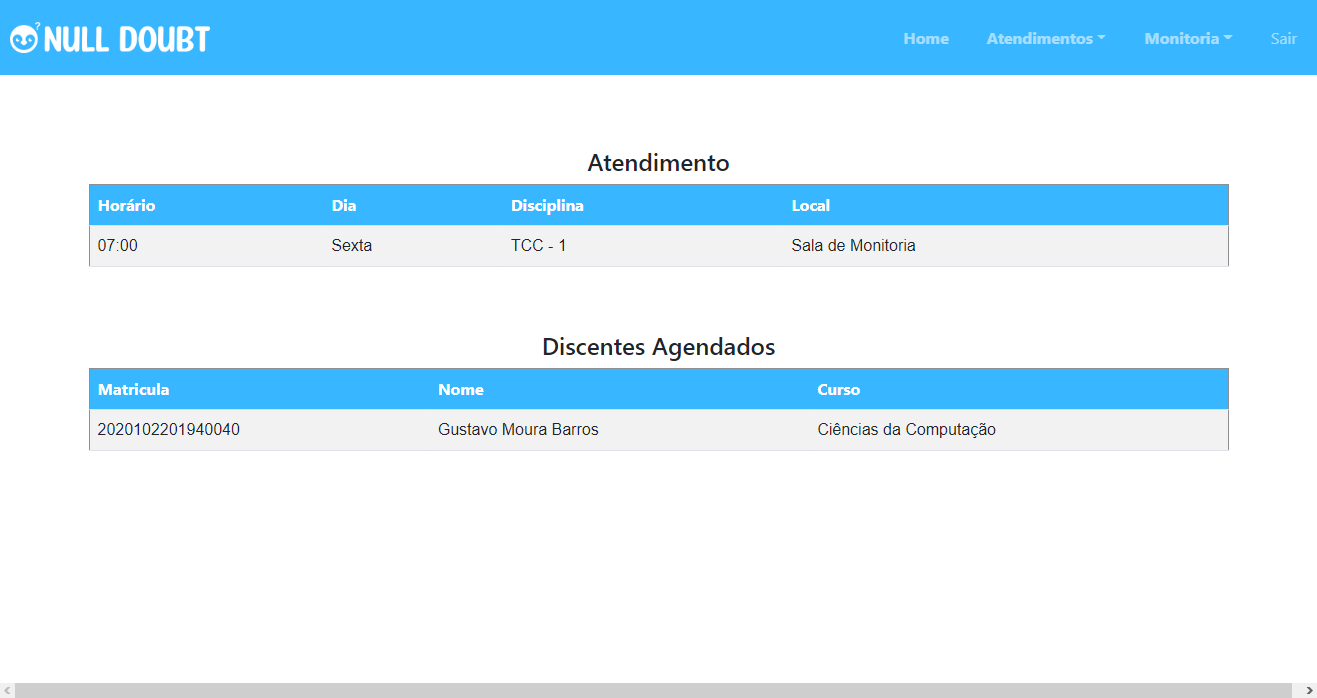 ? NULL DOUBT Home Atendimentos Monitoria Sair
Atendimento
Horário Dia Disciplina Local
07:00 Sexta TCC - 1 Sala de Monitoria
Discentes Agendados
Matricula Nome Curso
2020102201940040 Gustavo Moura Barros Ciências da Computação